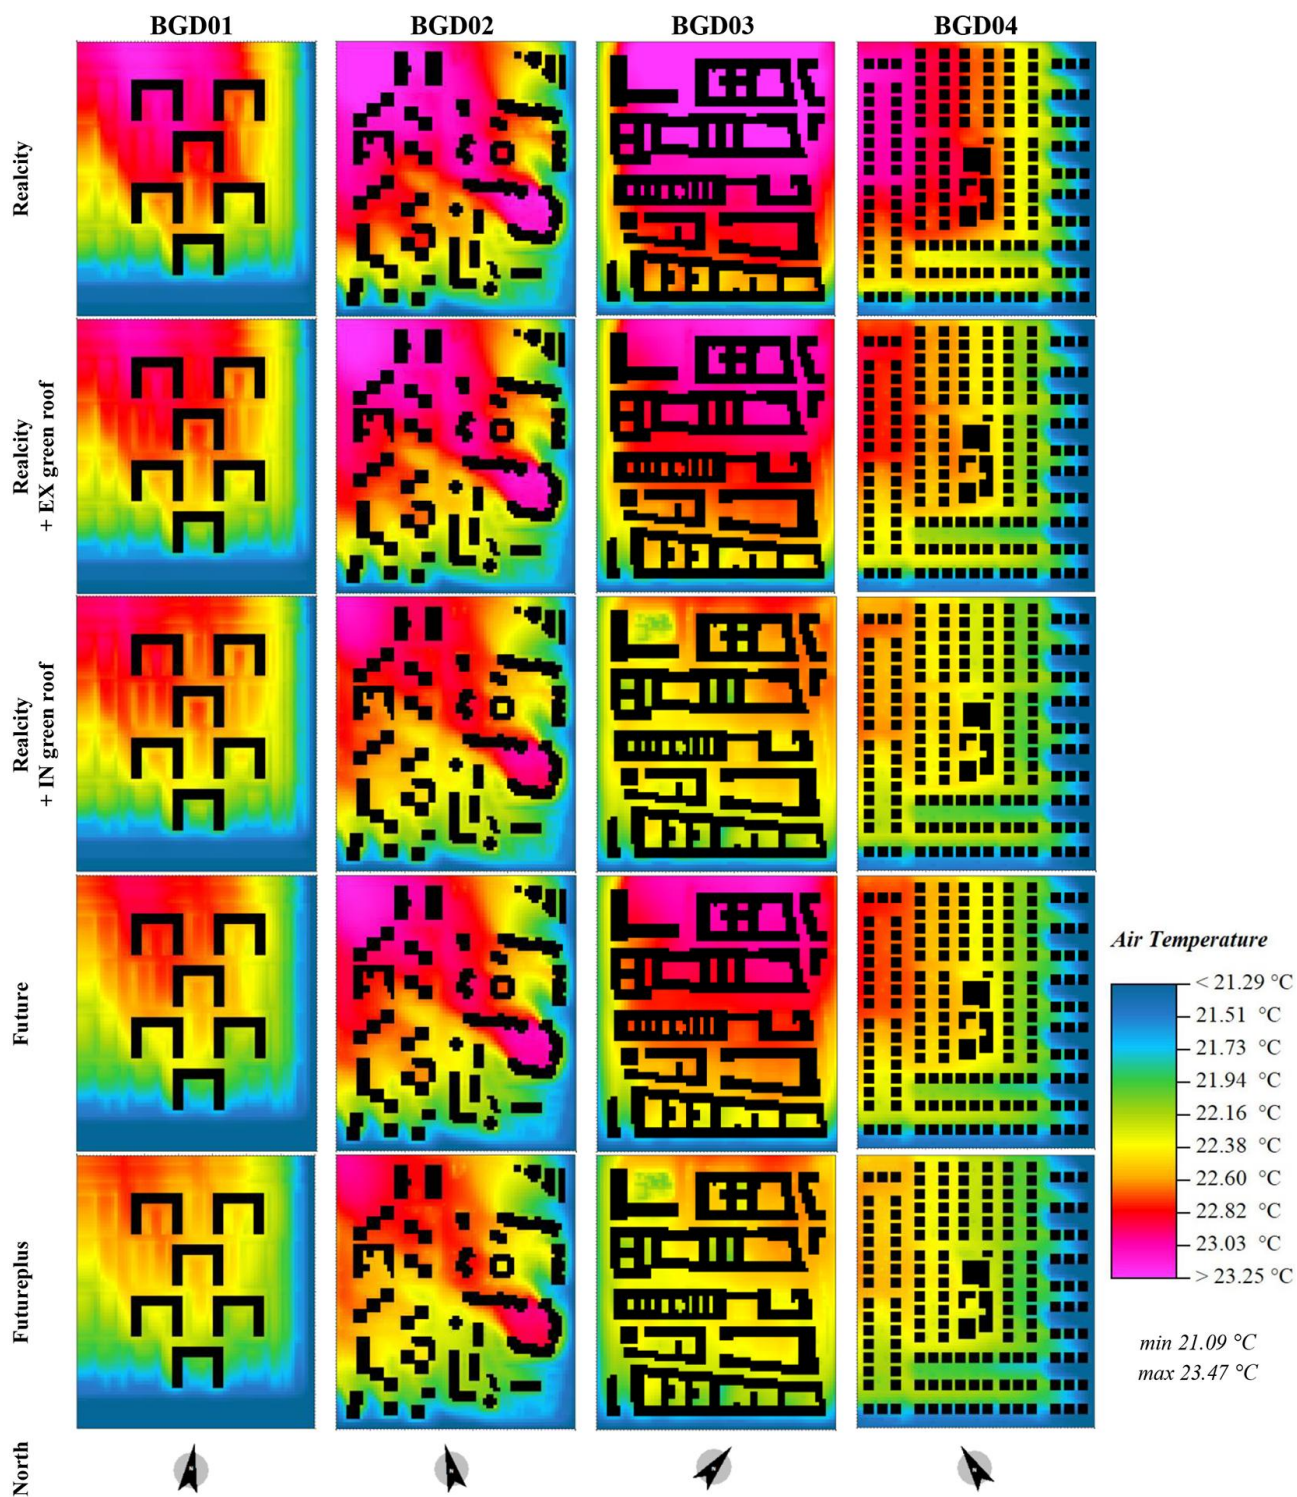 BGD01 BGD02 BGD03 BGD04
Realcity
Realcity
+ EX green roof
Realcity
+ IN green roof
Future
Futureplus
North
Air Temperature
< 21.29 °C
21.51 °C
21.73 °C
21.94 °C
22.16 °C
22.38 °C
22.60 °C
22.82 °C
23.03 °C
> 23.25 °C
min 21.09 °C
max 23.47 °C
N N N N